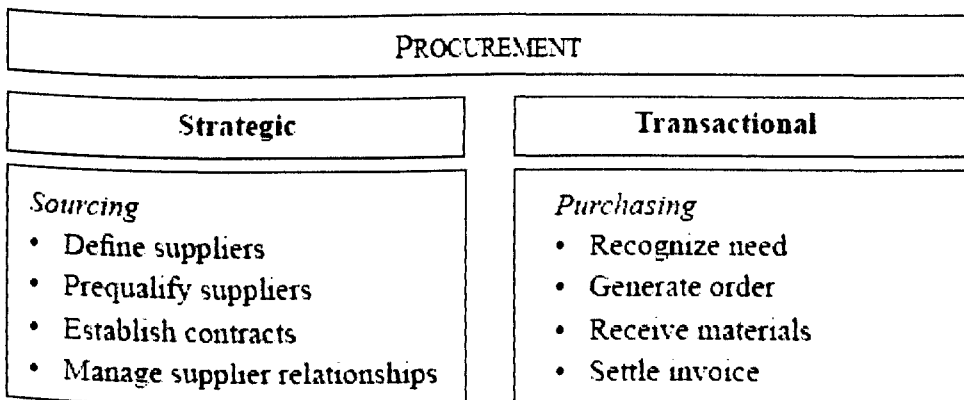 PROCUREMENT
Strategic
Transactional
Sourcing
• Define suppliers
• Prequalify suppliers
• Establish contracts
• Manage supplier relationships
Purchasing
• Recognize need
• Generate order
• Receive materials
• Settle invoice